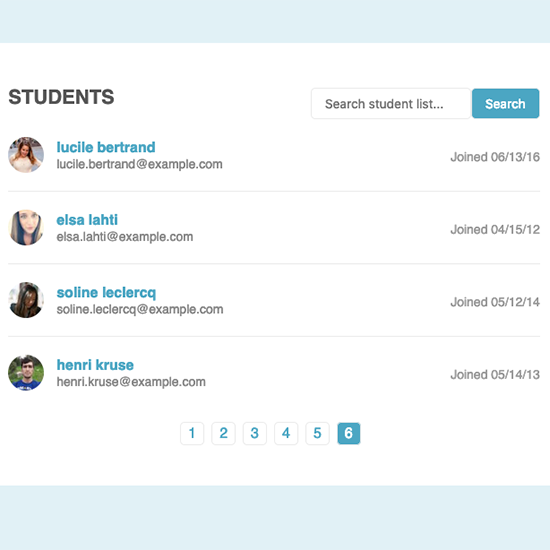 STUDENTS
Search student list...
Search
lucile bertrand
lucile.bertrand@example.com
Joined 06/13/16
elsa lahti
elsa.lahti@example.com
Joined 04/15/12
soline leclercq
soline.leclercq@example.com
Joined 05/12/14
henri kruse
henri.kruse@example.com
Joined 05/14/13
1 2 3 4 5 6